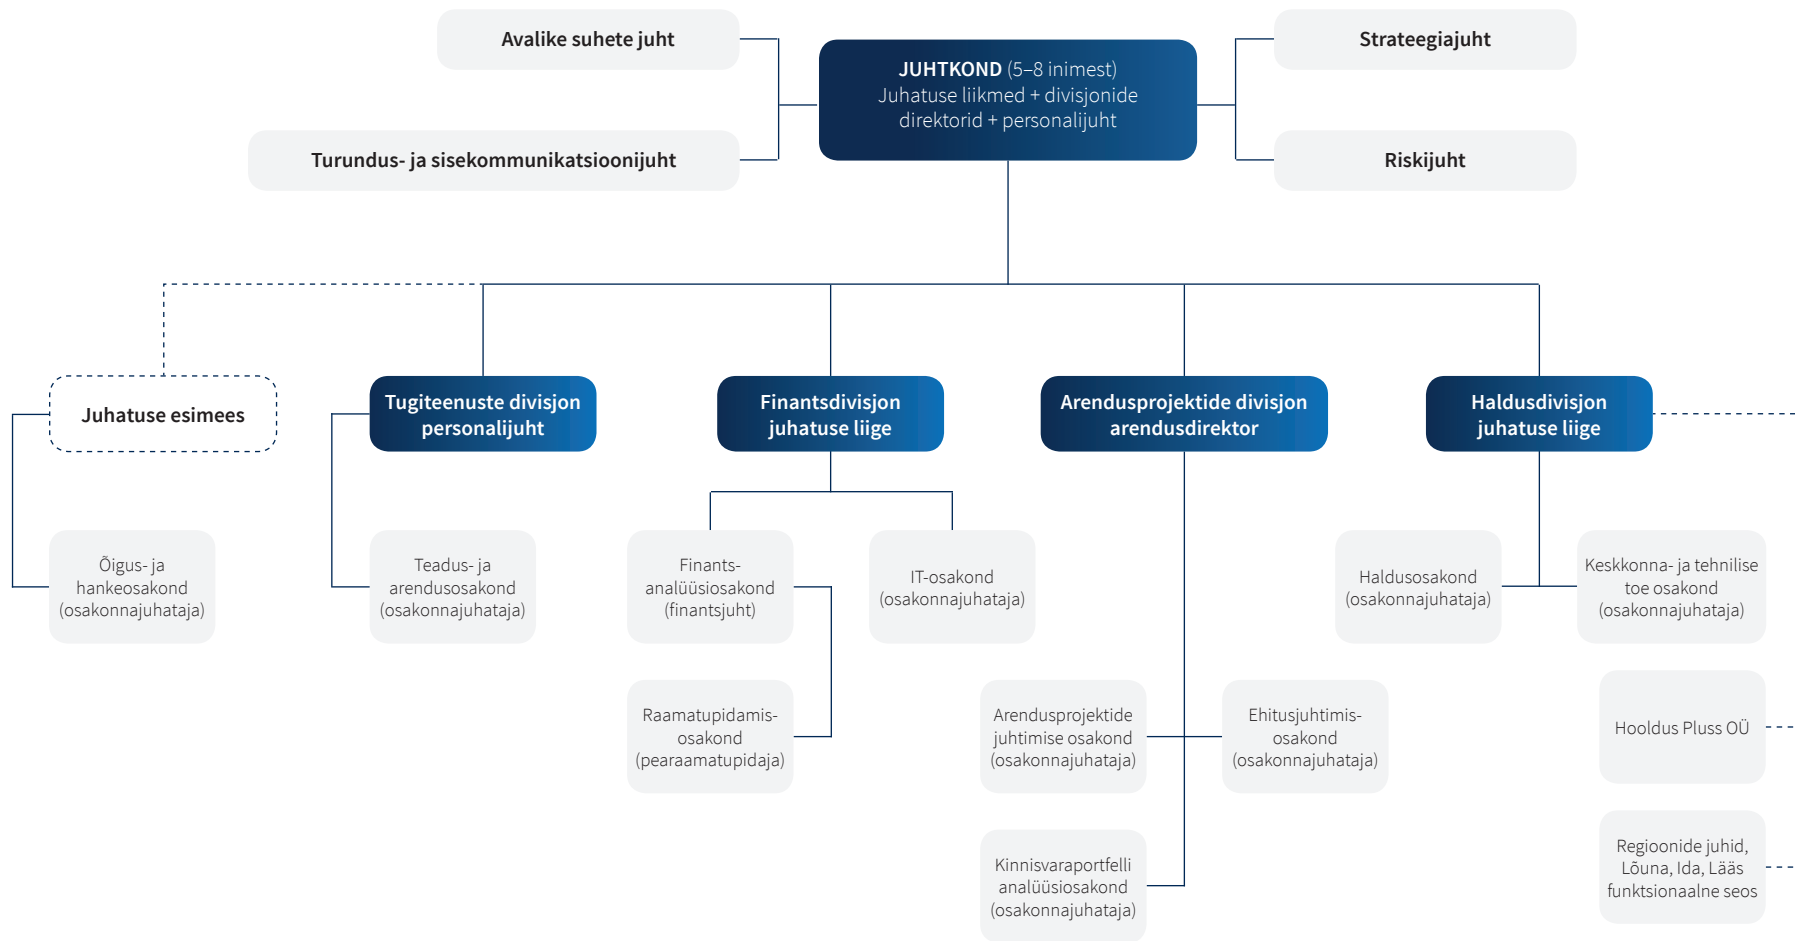 Avalike suhete juht
Strateegiajuht
JUHTKOND (5–8 inimest)
Juhatuse liikmed + divisjonide
direktorid + personalijuht
Turundus- ja sisekommunikatsioonijuht
Riskijuht
Juhatuse esimees
Tugiteenuste divisjon
personalijuht
Finantsdivisjon
juhatuse liige
Arendusprojektide divisjon
arendusdirektor
Haldusdivisjon
juhatuse liige
Õigus- ja
hankeosakond
(osakonnajuhataja)
Teadus- ja
arendusosakond
(osakonnajuhataja)
Finants-
analüüsiosakond
(finantsjuht)
IT-osakond
(osakonnajuhataja)
Haldusosakond
(osakonnajuhataja)
Keskkonna- ja tehnilise
toe osakond
(osakonnajuhataja)
Raamatupidamis-
osakond
(pearaamatupidaja)
Arendusprojektide
juhtimise osakond
(osakonnajuhataja)
Ehitusjuhtimis-
osakond
(osakonnajuhataja)
Hooldus Pluss OÜ
Kinnisvaraportfelli
analüüsiosakond
(osakonnajuhataja)
Regioonide juhid,
Lõuna, Ida, Lääs
funktsionaalne seos